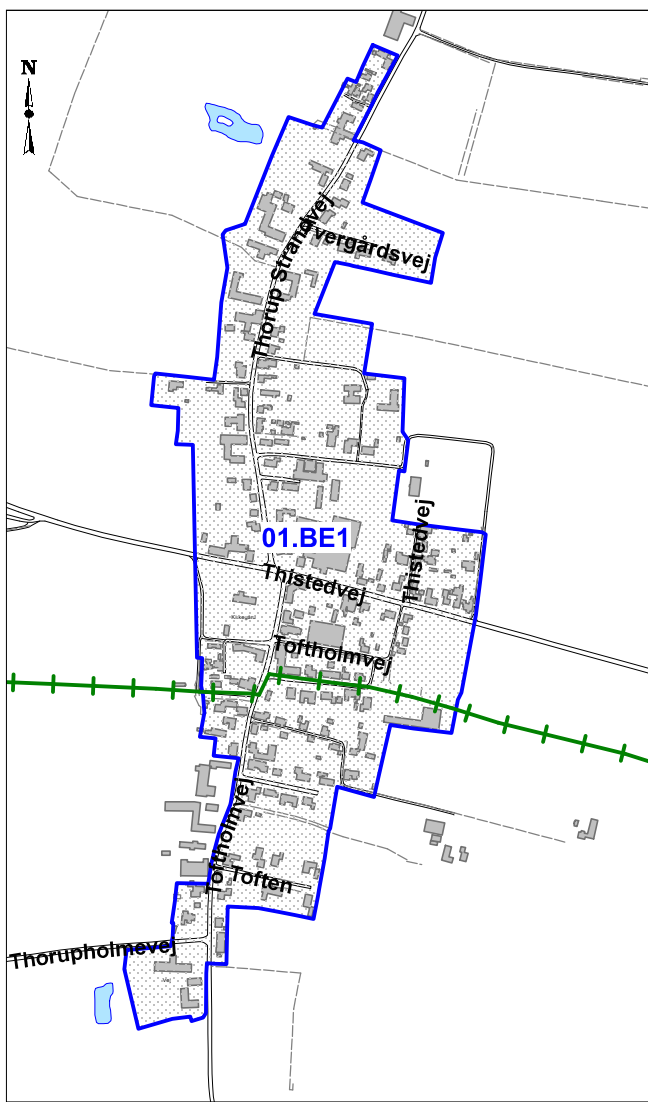 N
Thorup Strandvej
vergårdsvej
01.BE1
Thistedvej
Thistedvej
Toftholmvej
Toftholmvej
Toften
Thorupholmevej